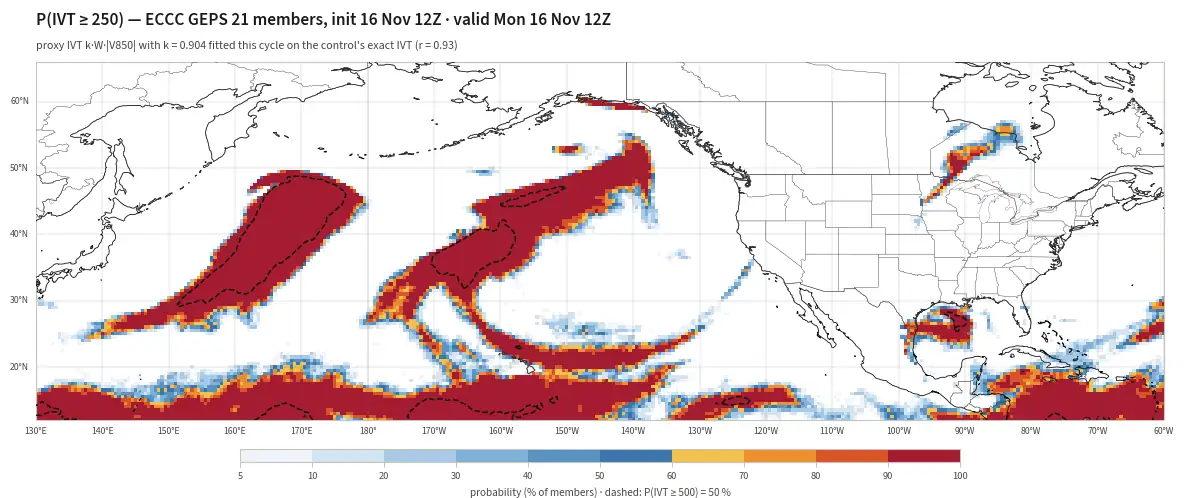 P(IVT ≥ 250) — ECCC GEPS 21 members, init 16 Nov 12Z · valid Mon 16 Nov 12Z
proxy IVT k·W·|V850| with k = 0.904 fitted this cycle on the control's exact IVT (r = 0.93)
60°N
50°N
40°N
30°N
20°N
130°E 140°E 150°E 160°E 170°E 180° 170°W 160°W 150°W 140°W 130°W 120°W 110°W 100°W 90°W 80°W 70°W 60°W
5 10 20 30 40 50 60 70 80 90 100
probability (% of members) · dashed: P(IVT ≥ 500) = 50 %